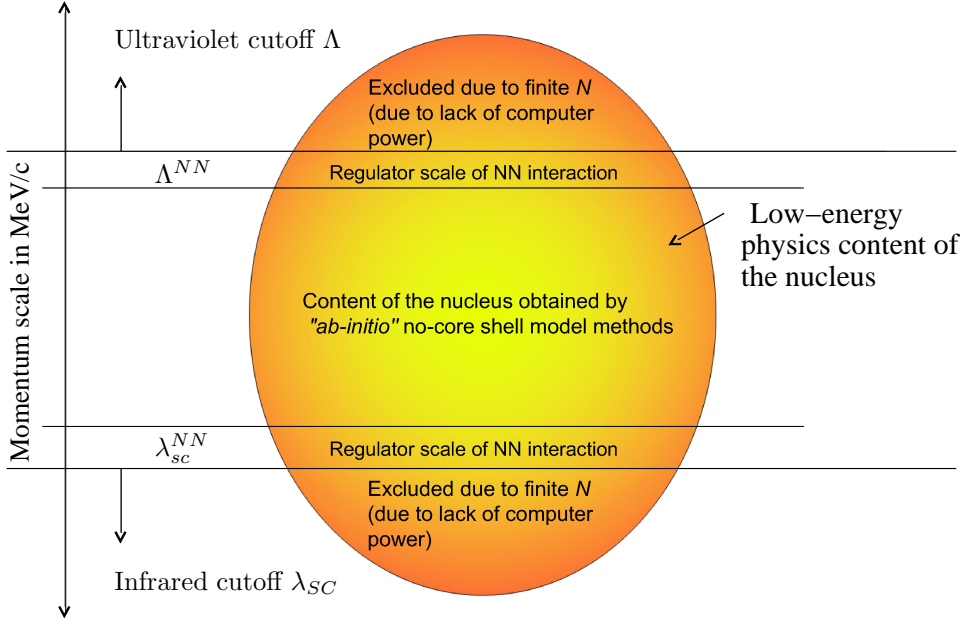 Ultraviolet cutoff Λ
Excluded due to finite N
(due to lack of computer
power)
Λ^{NN}
Regulator scale of NN interaction
Momentum scale in MeV/c
Low−energy
physics content of
the nucleus
Content of the nucleus obtained by
"ab-initio" no-core shell model methods
λ_{sc}^{NN}
Regulator scale of NN interaction
Excluded due to finite N
(due to lack of computer
power)
Infrared cutoff λ_{SC}